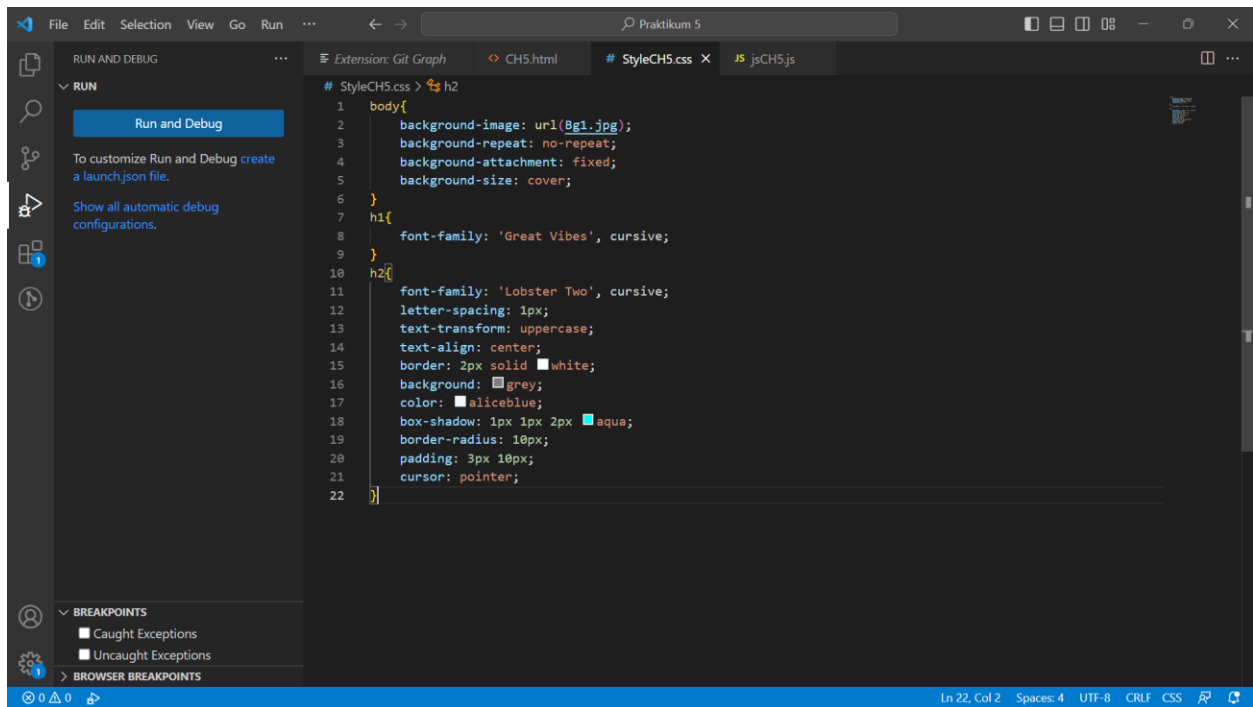 File Edit Selection View Go Run ··· Praktikum 5
RUN AND DEBUG ···
RUN
Run and Debug
To customize Run and Debug create
a launch.json file.
Show all automatic debug
configurations.
1
BREAKPOINTS
Caught Exceptions
Uncaught Exceptions
1
BROWSER BREAKPOINTS
Extension: Git Graph CH5.html # StyleCH5.css JS jsCH5.js ···
# StyleCH5.css > h2
1 body{
2 background-image: url(Bg1.jpg);
3 background-repeat: no-repeat;
4 background-attachment: fixed;
5 background-size: cover;
6 }
7 h1{
8 font-family: 'Great Vibes', cursive;
9 }
10 h2{
11 font-family: 'Lobster Two', cursive;
12 letter-spacing: 1px;
13 text-transform: uppercase;
14 text-align: center;
15 border: 2px solid white;
16 background: grey;
17 color: aliceblue;
18 box-shadow: 1px 1px 2px aqua;
19 border-radius: 10px;
20 padding: 3px 10px;
21 cursor: pointer;
22 }
0 0 Ln 22, Col 2 Spaces: 4 UTF-8 CRLF CSS